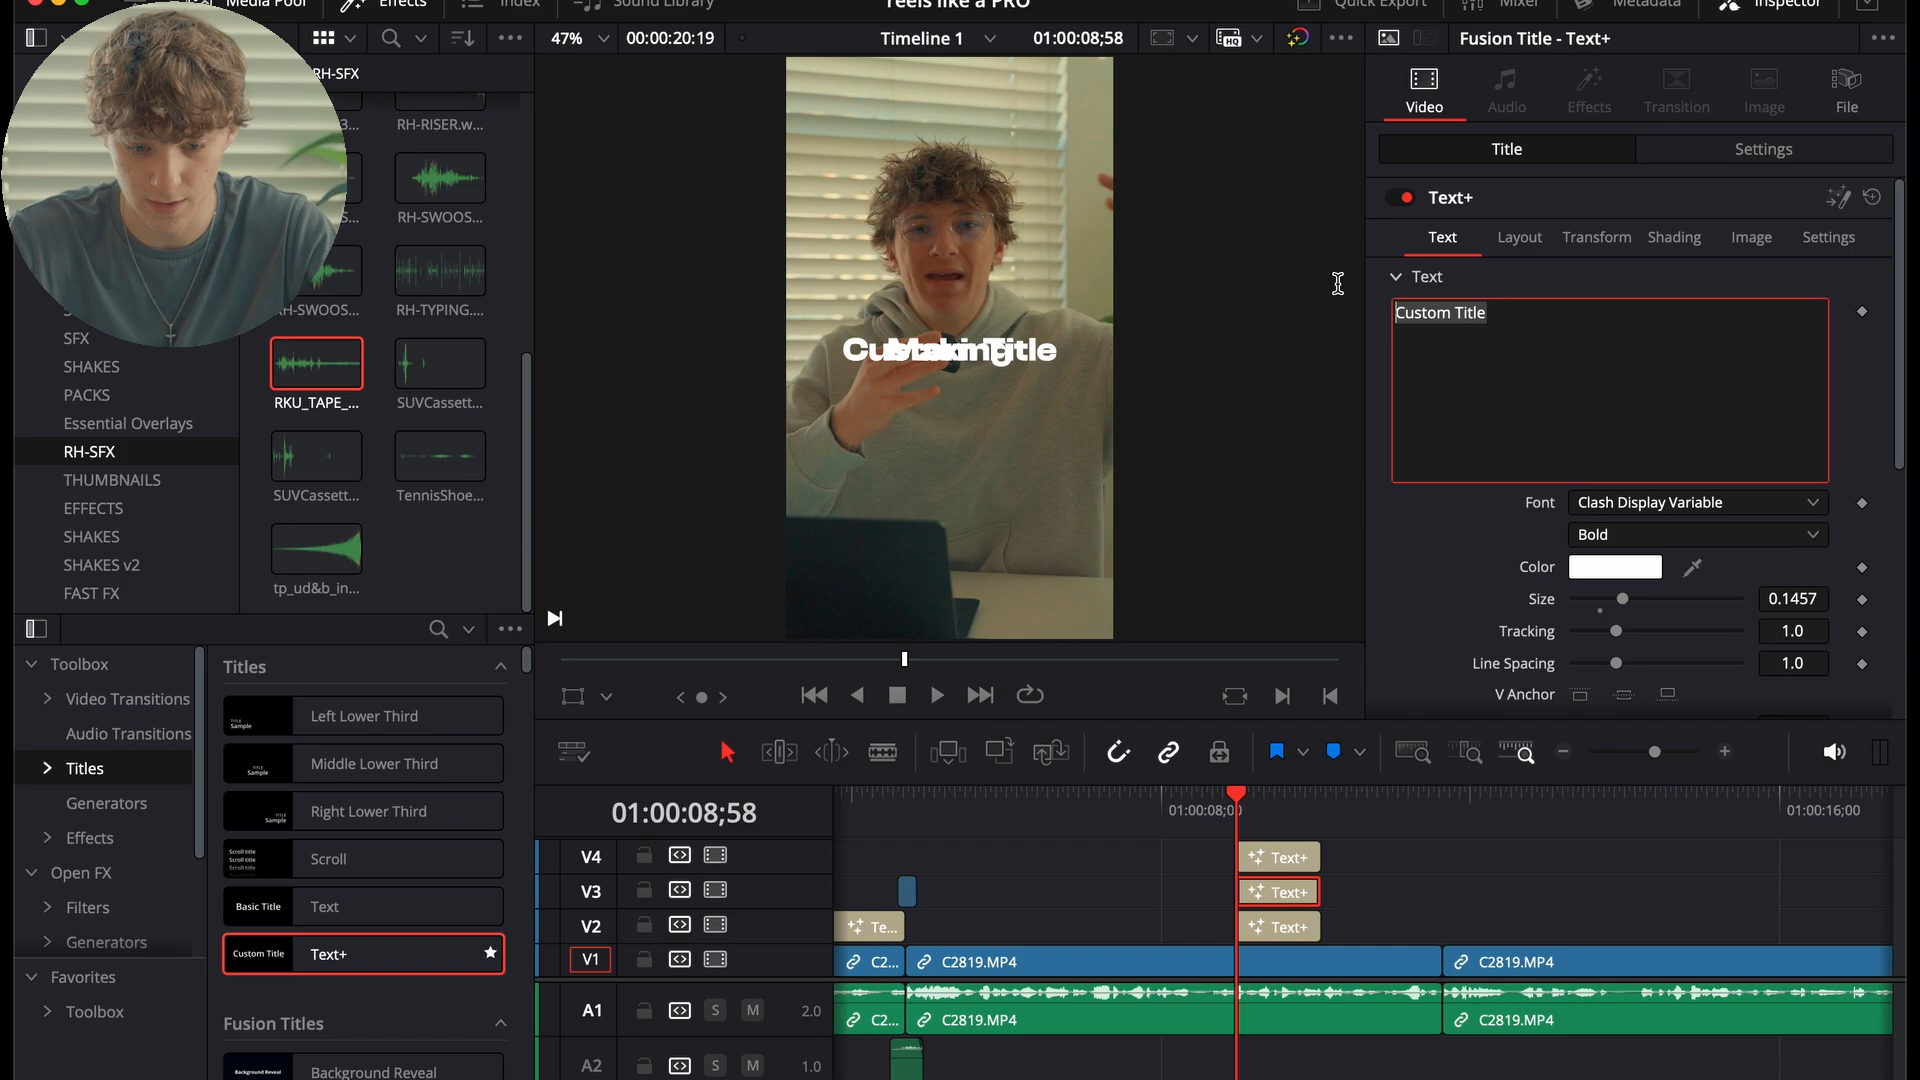 Media Pool
Effects
Index
Sound Library
reels like a PRO
Quick Export
Mixer
Metadata
Inspector
47%
00:00:20:19
Timeline 1
01:00:08;58
Fusion Title - Text+
RH-SFX
3...
RH-RISER.w...
Video
Audio
Effects
Transition
Image
File
Title
Settings
Text+
S...
RH-SWOOS...
Text
Layout
Transform
Shading
Image
Settings
Text
Custom Title
RH-SWOOS...
RH-TYPING....
SFX
SHAKES
PACKS
Essential Overlays
RH-SFX
THUMBNAILS
EFFECTS
SHAKES
SHAKES v2
FAST FX
RKU_TAPE_...
SUVCassett...
SUVCassett...
TennisShoe...
tp_ud&b_in...
Custom Title
Making
Font
Clash Display Variable
Bold
Color
Size
0.1457
Tracking
1.0
Line Spacing
1.0
V Anchor
Toolbox
Video Transitions
Audio Transitions
Titles
Generators
Effects
Open FX
Filters
Generators
Favorites
Toolbox
Titles
Left Lower Third
Middle Lower Third
Right Lower Third
Scroll
Basic Title
Text
Custom Title
Text+
Fusion Titles
Background Reveal
Background Reveal
01:00:08;58
01:00:08;00
01:00:16;00
V4
Text+
V3
Text+
V2
Te...
Text+
V1
C2...
C2819.MP4
C2819.MP4
A1
S
M
2.0
C2...
C2819.MP4
C2819.MP4
A2
S
M
1.0